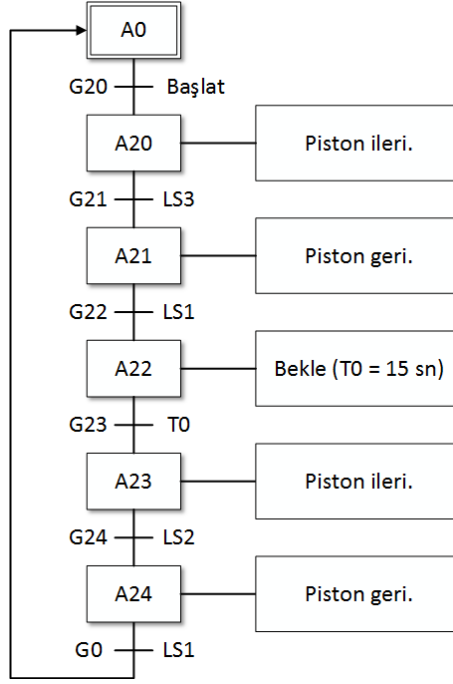 A0
G20 Başlat
A20 Piston ileri.
G21 LS3
A21 Piston geri.
G22 LS1
A22 Bekle (T0 = 15 sn)
G23 T0
A23 Piston ileri.
G24 LS2
A24 Piston geri.
G0 LS1